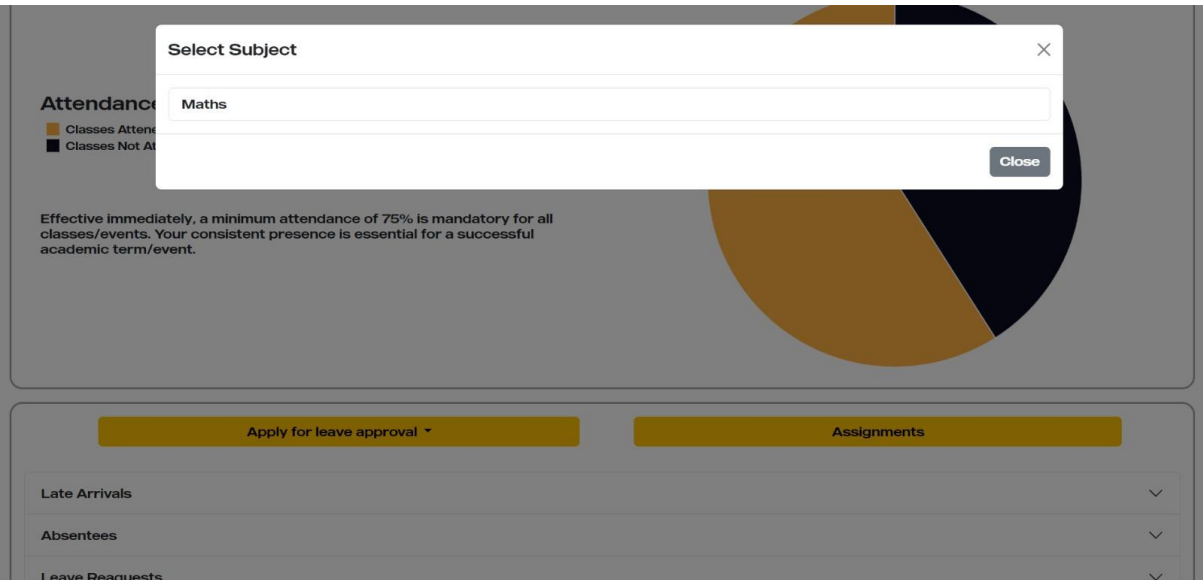 Select Subject
Maths
Close
Attendance
Classes Atten
Classes Not At
Effective immediately, a minimum attendance of 75% is mandatory for all
classes/events. Your consistent presence is essential for a successful
academic term/event.
Apply for leave approval
Assignments
Late Arrivals
Absentees
Leave Reaquests